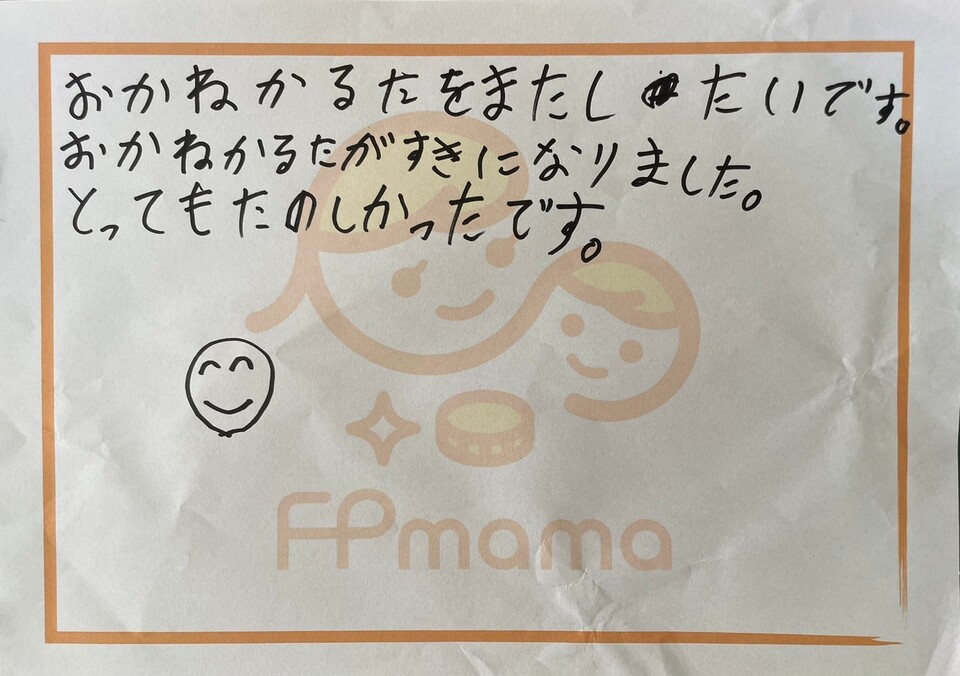 おかねかるたをまたしたいです。
おかねかるたがすきになりました。
とってもたのしかったです。
FPmama